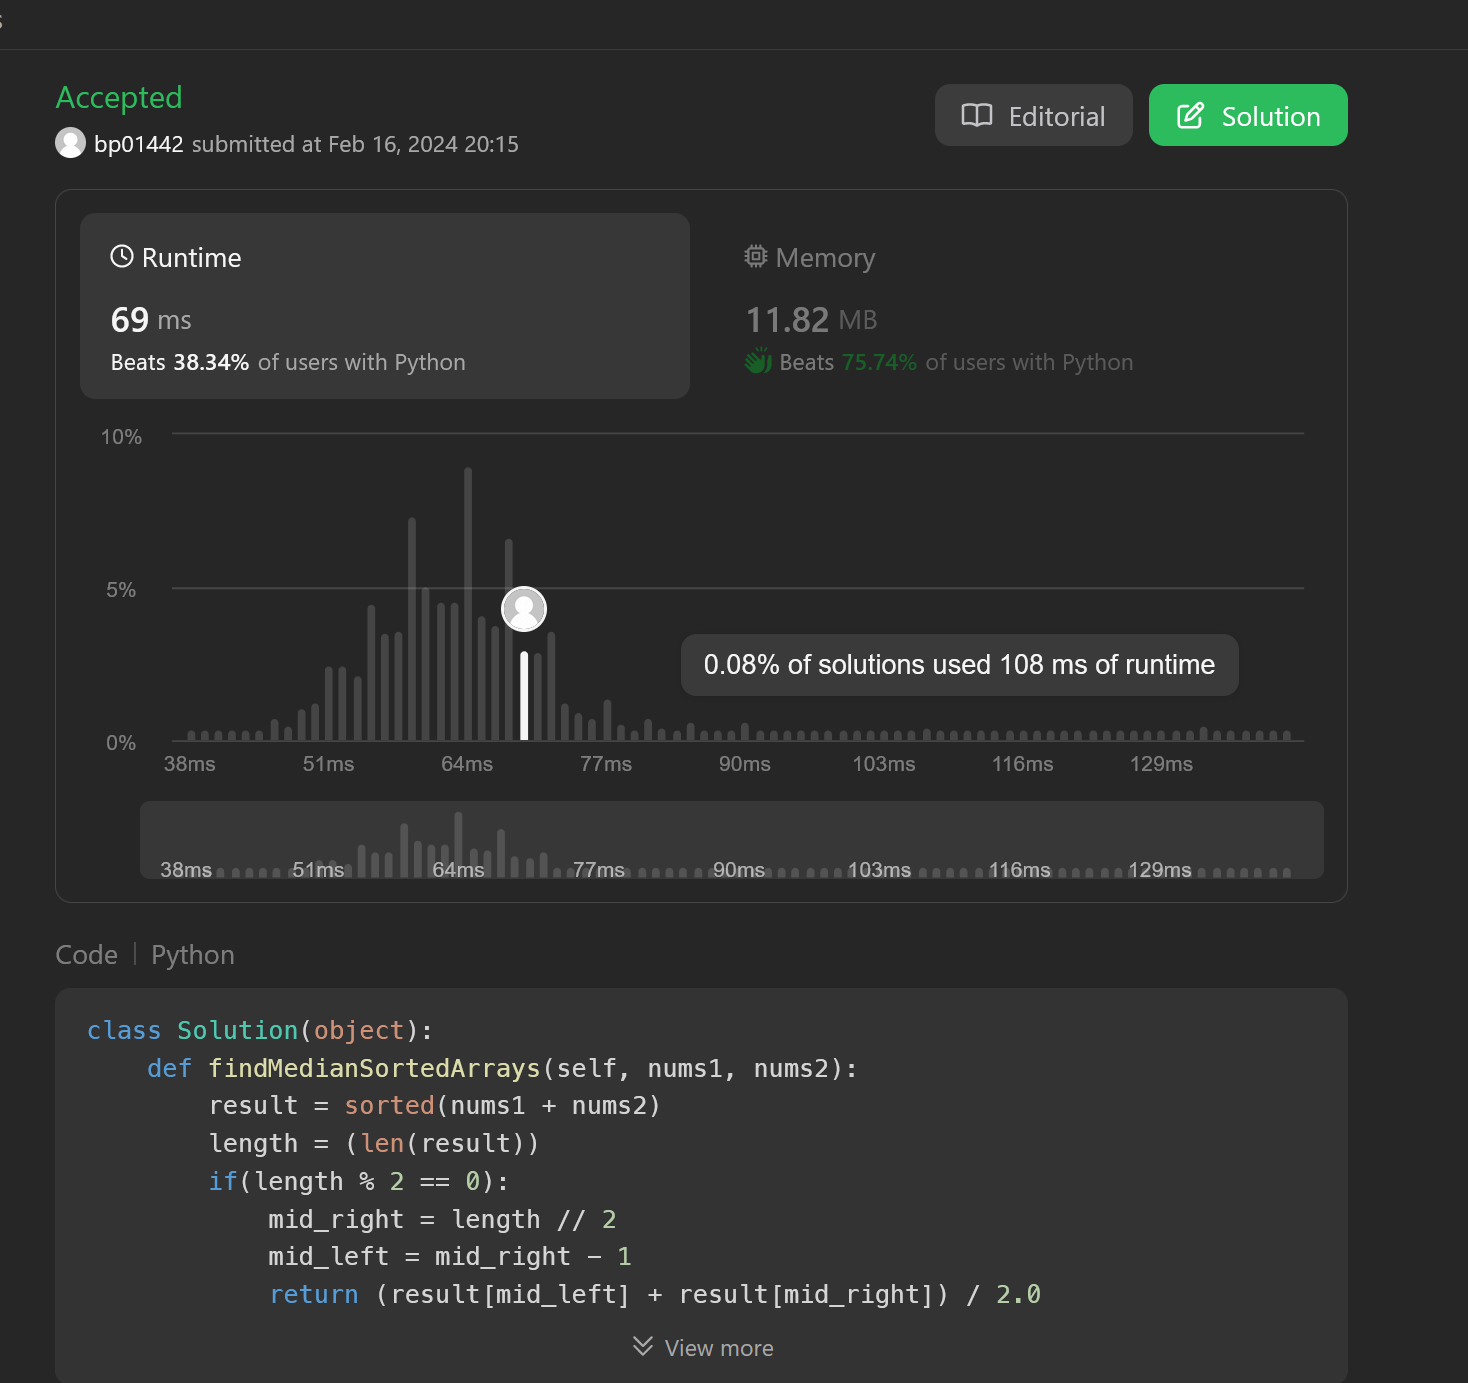 s
Accepted
Editorial
Solution
bp01442 submitted at Feb 16, 2024 20:15
Runtime
Memory
69 ms
11.82 MB
Beats 38.34% of users with Python
Beats 75.74% of users with Python
10%
5%
0.08% of solutions used 108 ms of runtime
0%
38ms 51ms 64ms 77ms 90ms 103ms 116ms 129ms
38ms 51ms 64ms 77ms 90ms 103ms 116ms 129ms
Code | Python
class Solution(object):
    def findMedianSortedArrays(self, nums1, nums2):
        result = sorted(nums1 + nums2)
        length = (len(result))
        if(length % 2 == 0):
            mid_right = length // 2
            mid_left = mid_right - 1
            return (result[mid_left] + result[mid_right]) / 2.0
View more